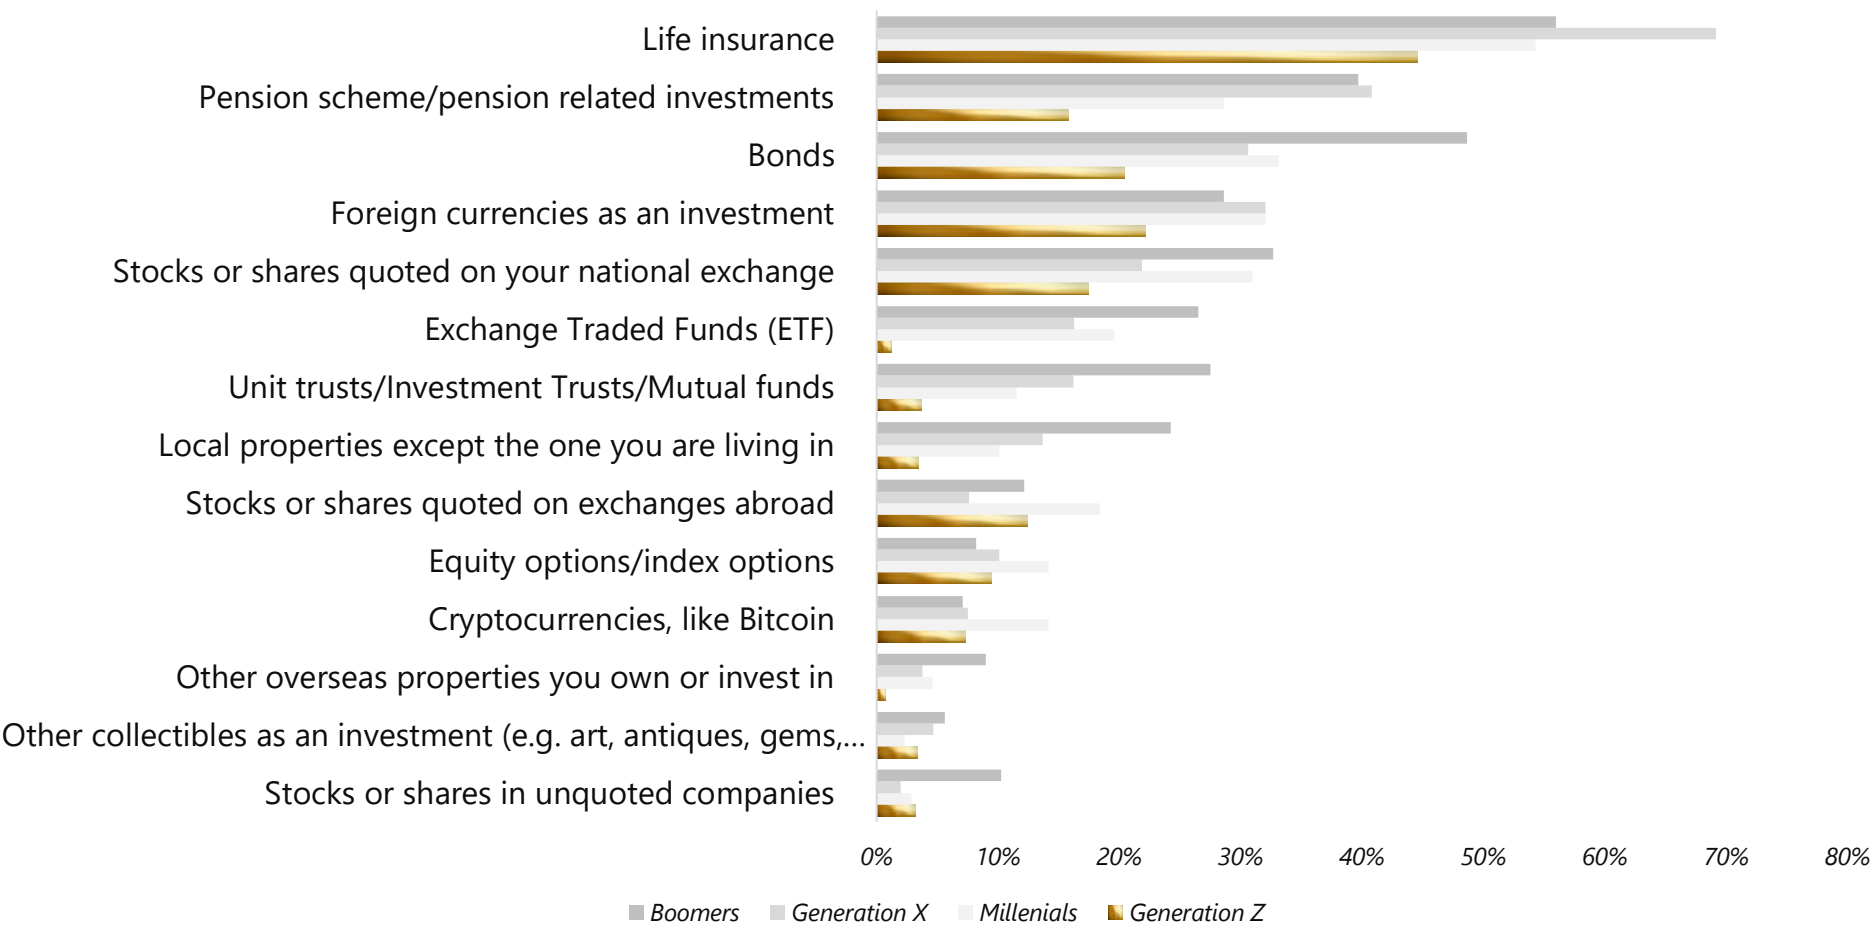 Life insurance
Pension scheme/pension related investments
Bonds
Foreign currencies as an investment
Stocks or shares quoted on your national exchange
Exchange Traded Funds (ETF)
Unit trusts/Investment Trusts/Mutual funds
Local properties except the one you are living in
Stocks or shares quoted on exchanges abroad
Equity options/index options
Cryptocurrencies, like Bitcoin
Other overseas properties you own or invest in
Other collectibles as an investment (e.g. art, antiques, gems,...
Stocks or shares in unquoted companies
0% 10% 20% 30% 40% 50% 60% 70% 80%
Boomers Generation X Millenials Generation Z